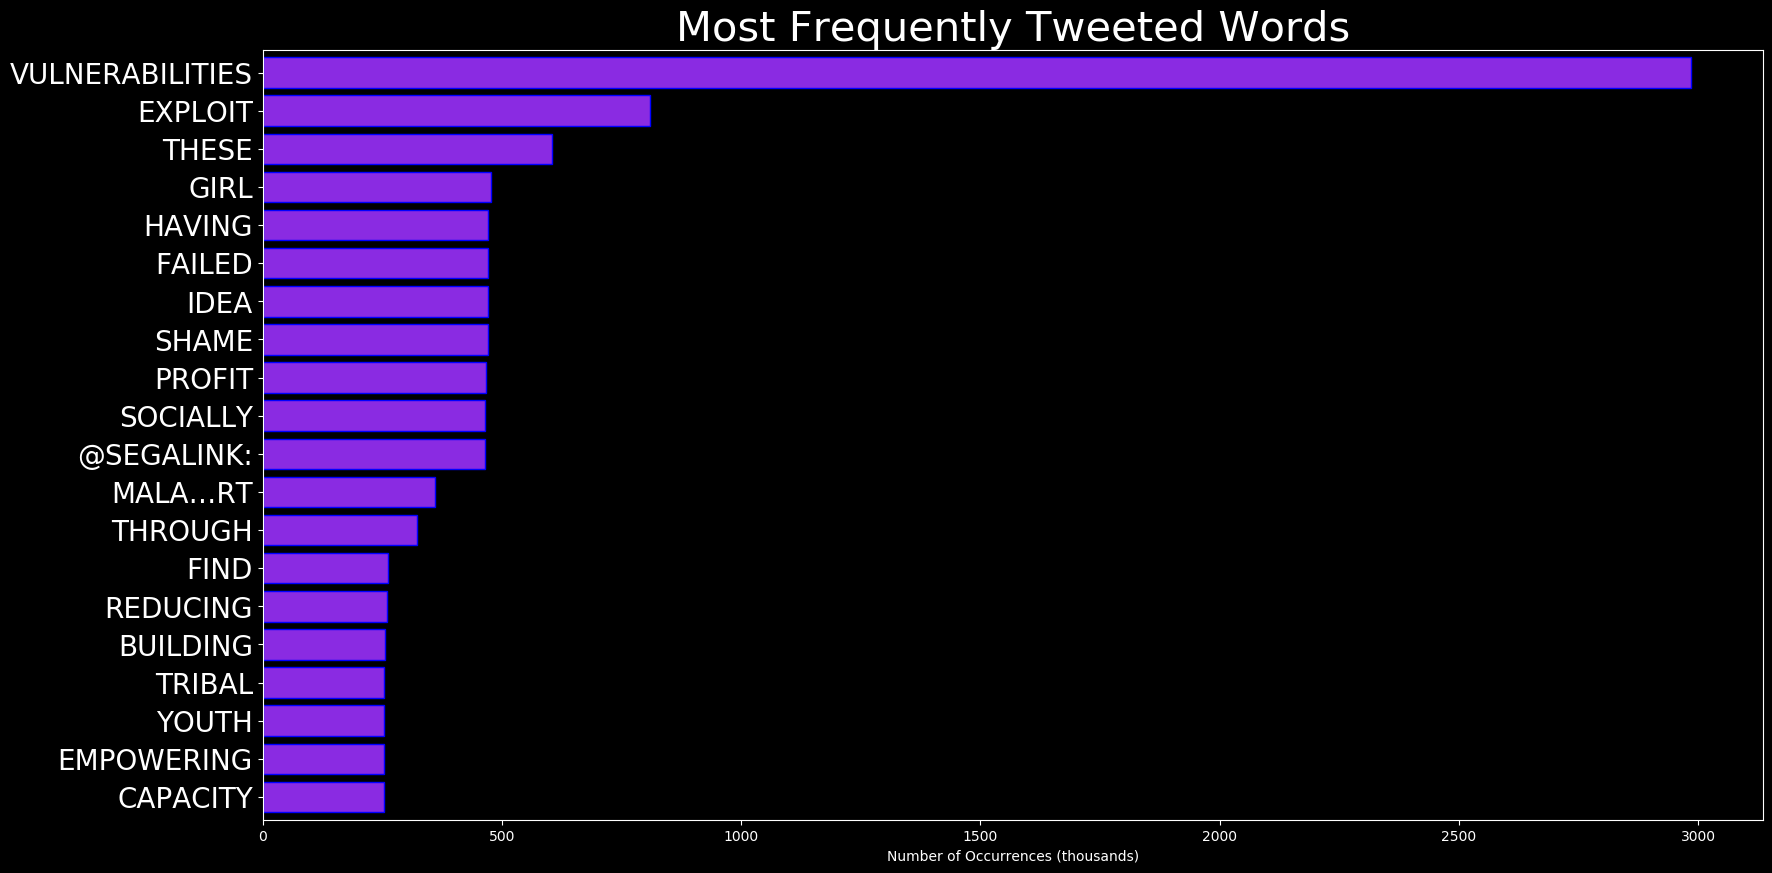 Most Frequently Tweeted Words
VULNERABILITIES
EXPLOIT
THESE
GIRL
HAVING
FAILED
IDEA
SHAME
PROFIT
SOCIALLY
@SEGALINK:
MALA…RT
THROUGH
FIND
REDUCING
BUILDING
TRIBAL
YOUTH
EMPOWERING
CAPACITY
0 500 1000 1500 2000 2500 3000
Number of Occurrences (thousands)